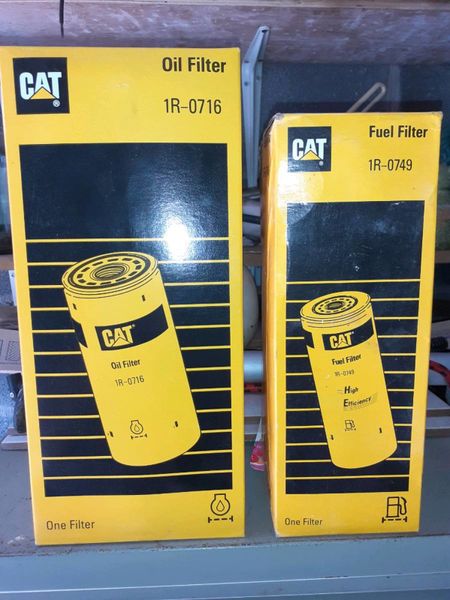 CAT
®
Oil Filter
1R-0716
CAT
Oil Filter
1R-0716
One Filter
CAT
Fuel Filter
1R-0749
CAT
Fuel Filter
1R-0749
High
Efficiency
One Filter